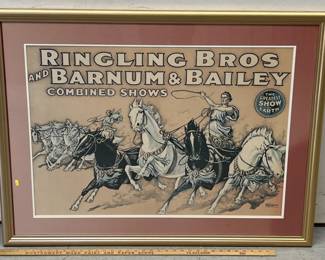 RINGLING BROS
AND BARNUM & BAILEY
COMBINED SHOWS
THE
GREATEST
SHOW
ON
EARTH